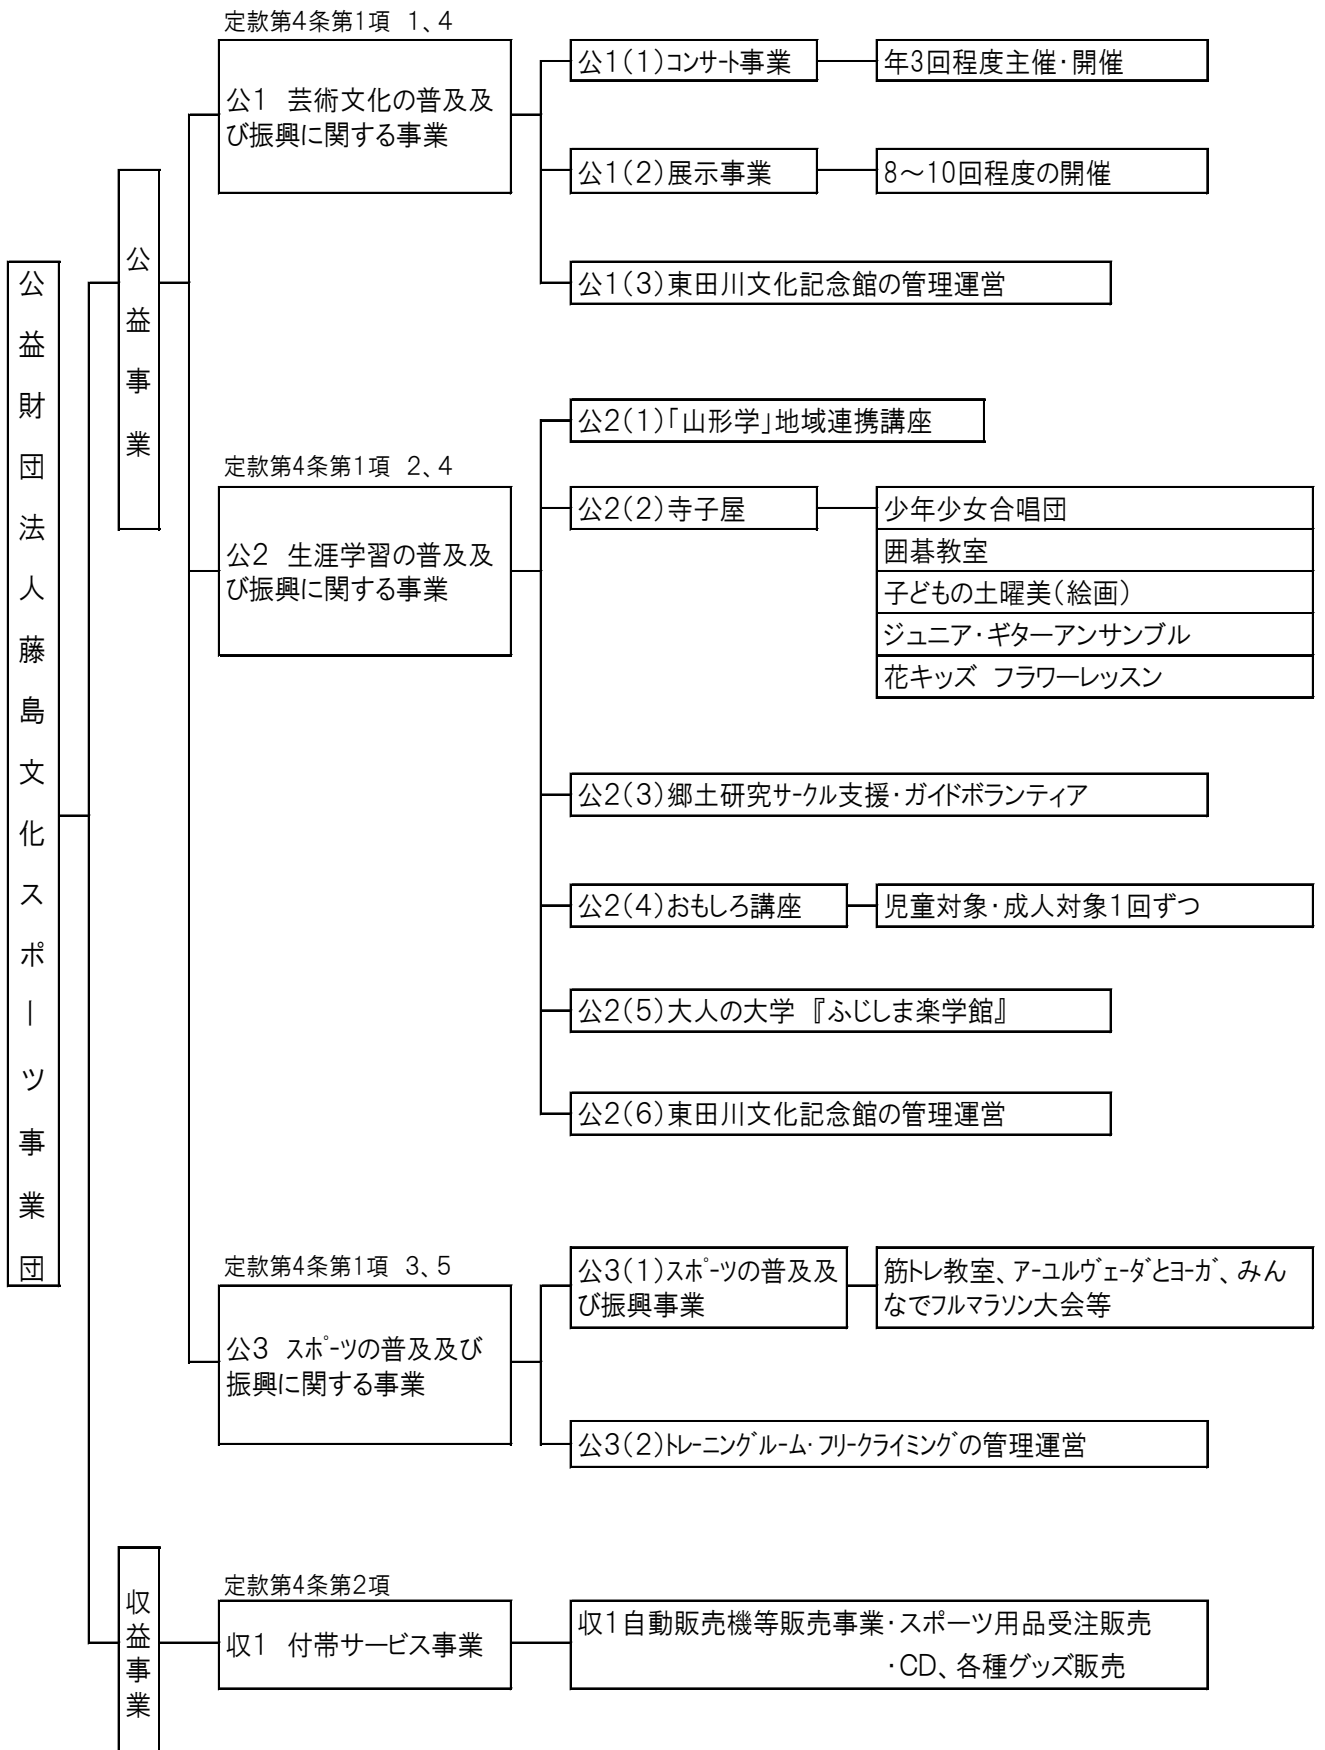 公益財団法人藤島文化スポーツ事業団
公益事業
定款第4条第1項 1、4
公1 芸術文化の普及及
び振興に関する事業
公1(1)コンサート事業
年3回程度主催・開催
公1(2)展示事業
8～10回程度の開催
公1(3)東田川文化記念館の管理運営
定款第4条第1項 2、4
公2 生涯学習の普及及
び振興に関する事業
公2(1)「山形学」地域連携講座
公2(2)寺子屋
少年少女合唱団
囲碁教室
子どもの土曜美(絵画)
ジュニア・ギターアンサンブル
花キッズ フラワーレッスン
公2(3)郷土研究ｻｰｸﾙ支援・ガイドボランティア
公2(4)おもしろ講座
児童対象・成人対象1回ずつ
公2(5)大人の大学 『ふじしま楽学館』
公2(6)東田川文化記念館の管理運営
定款第4条第1項 3、5
公3 ｽﾎﾟｰﾂの普及及び
振興に関する事業
公3(1)ｽﾎﾟｰﾂの普及及
び振興事業
筋トレ教室、ｱｰﾕﾙｳﾞｪｰﾀﾞとﾖｰｶﾞ、みん
なでﾌﾙﾏﾗｿﾝ大会等
公3(2)ﾄﾚｰﾆﾝｸﾞﾙｰﾑ・ﾌﾘｰｸﾗｲﾐﾝｸﾞの管理運営
収益事業
定款第4条第2項
収1 付帯サービス事業
収1自動販売機等販売事業・スポーツ用品受注販売
・CD、各種グッズ販売